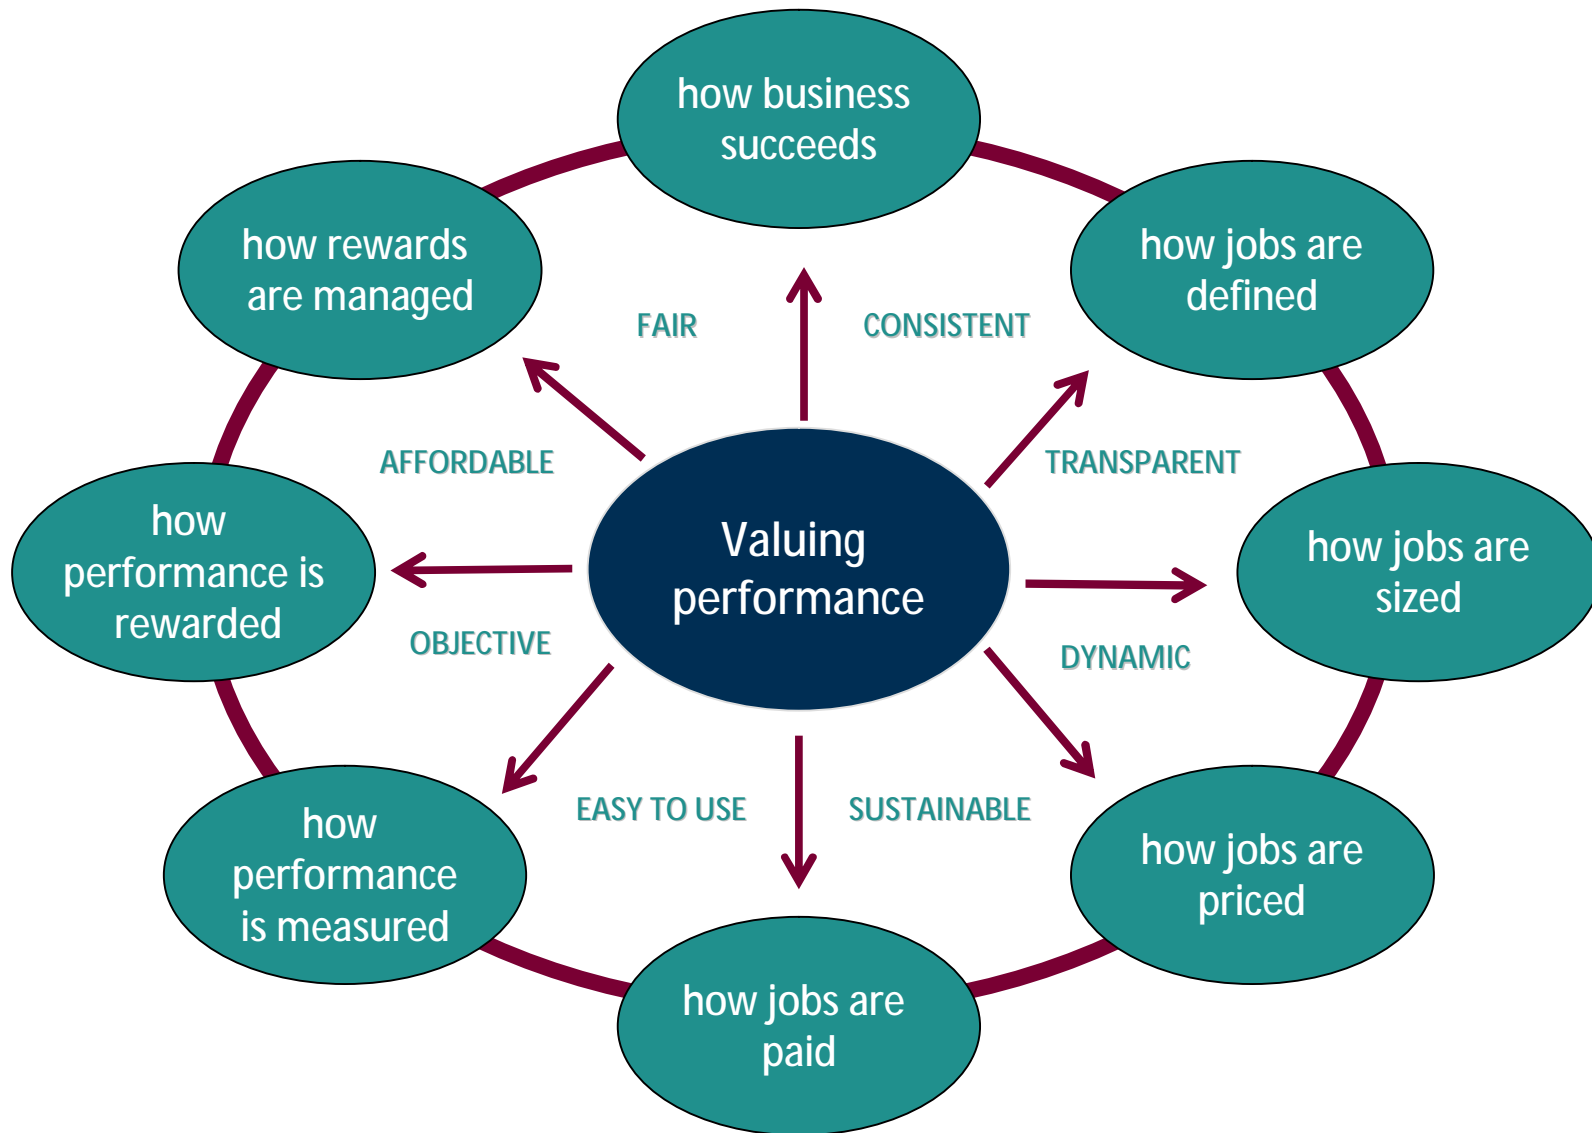 how business
succeeds
how rewards
are managed
how jobs are
defined
FAIR
CONSISTENT
AFFORDABLE
TRANSPARENT
how
performance is
rewarded
Valuing
performance
how jobs are
sized
OBJECTIVE
DYNAMIC
EASY TO USE
SUSTAINABLE
how
performance
is measured
how jobs are
priced
how jobs are
paid